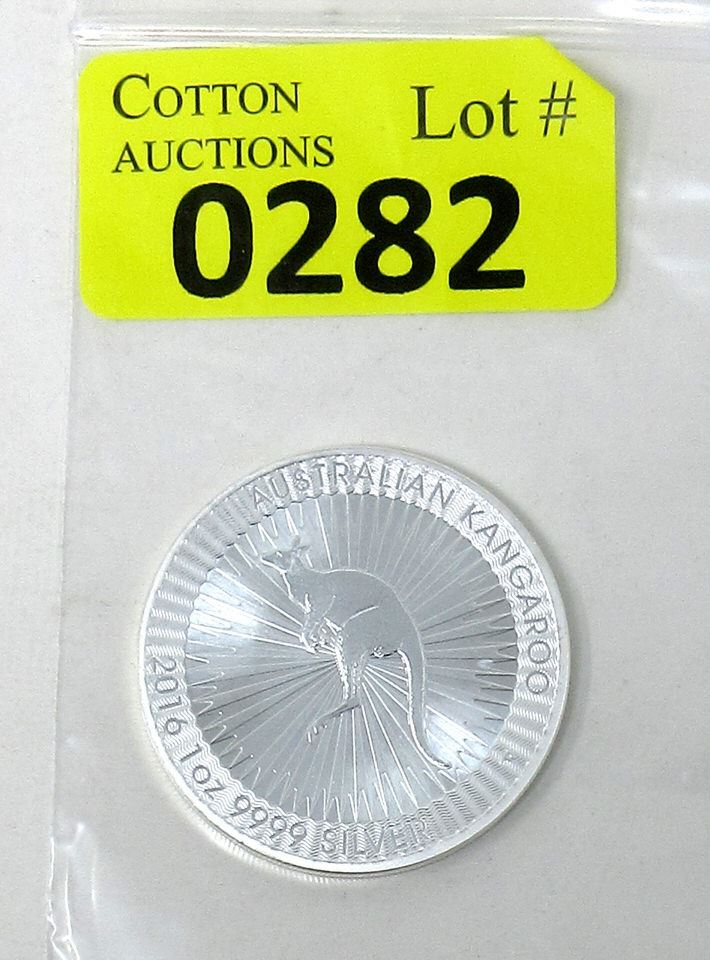 COTTON
AUCTIONS
Lot #
0282
AUSTRALIAN KANGAROO
2016 1oz 9999 SILVER